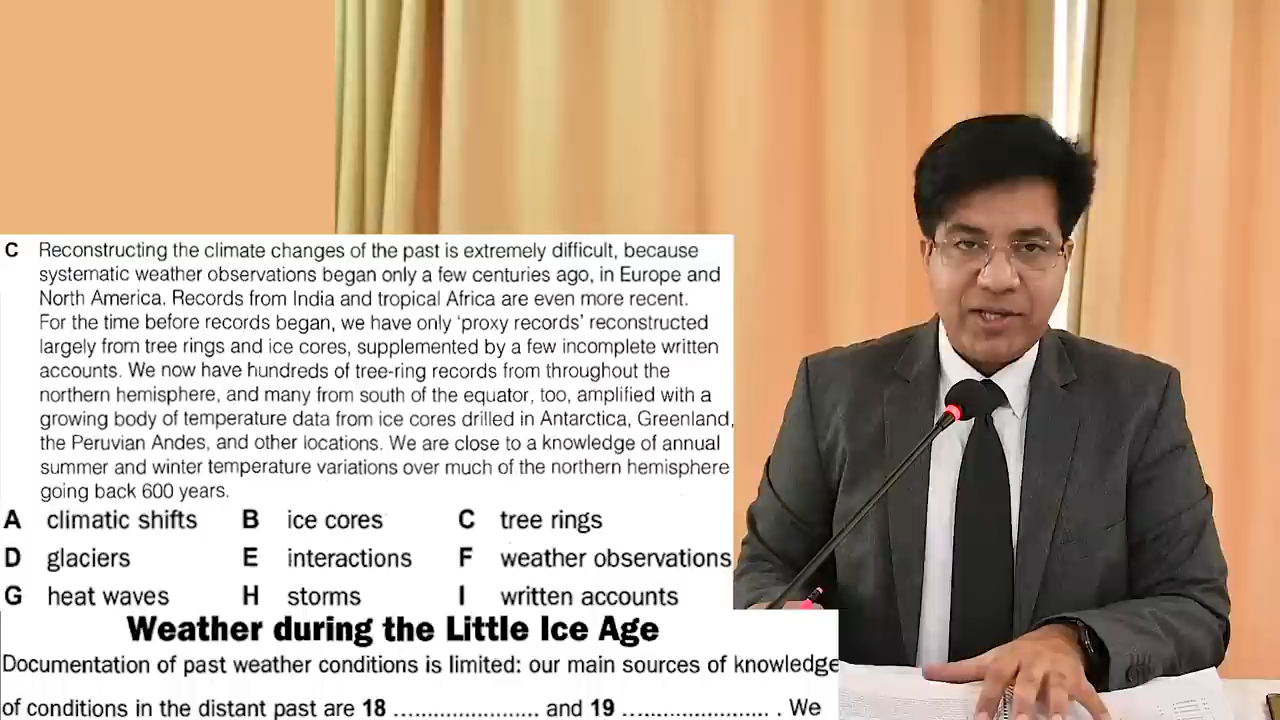 C Reconstructing the climate changes of the past is extremely difficult, because
systematic weather observations began only a few centuries ago, in Europe and
North America. Records from India and tropical Africa are even more recent.
For the time before records began, we have only 'proxy records' reconstructed
largely from tree rings and ice cores, supplemented by a few incomplete written
accounts. We now have hundreds of tree-ring records from throughout the
northern hemisphere, and many from south of the equator, too, amplified with a
growing body of temperature data from ice cores drilled in Antarctica, Greenland,
the Peruvian Andes, and other locations. We are close to a knowledge of annual
summer and winter temperature variations over much of the northern hemisphere
going back 600 years.
A climatic shifts B ice cores C tree rings
D glaciers E interactions F weather observations
G heat waves H storms I written accounts
Weather during the Little Ice Age
Documentation of past weather conditions is limited: our main sources of knowledge
of conditions in the distant past are 18 ...................... and 19 ....................... . We